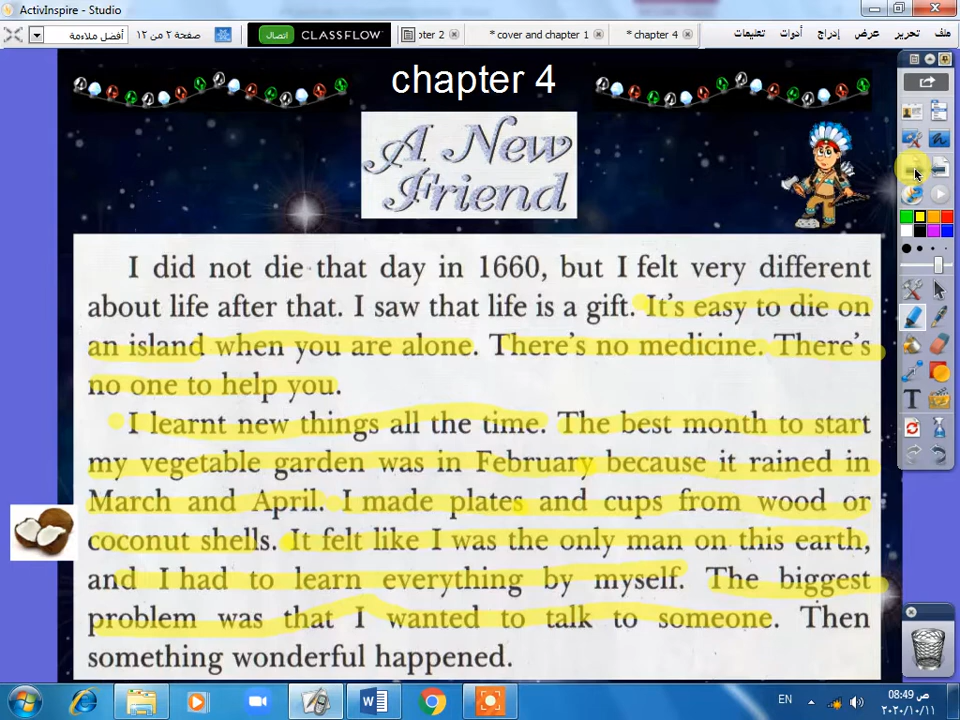 ActivInspire - Studio
أفضل ملاءمة
صفحة ٢ من ١٢
اتصال CLASSFLOW
ter 2
* cover and chapter 1
* chapter 4
ملف تحرير عرض إدراج أدوات تعليمات
chapter 4
A New
Friend
I did not die that day in 1660, but I felt very different
about life after that. I saw that life is a gift. It's easy to die on
an island when you are alone. There's no medicine. There's
no one to help you.
I learnt new things all the time. The best month to start
my vegetable garden was in February because it rained in
March and April. I made plates and cups from wood or
coconut shells. It felt like I was the only man on this earth,
and I had to learn everything by myself. The biggest
problem was that I wanted to talk to someone. Then
something wonderful happened.
T
EN
08:49 ص
٢٠٢٠/١٠/١١